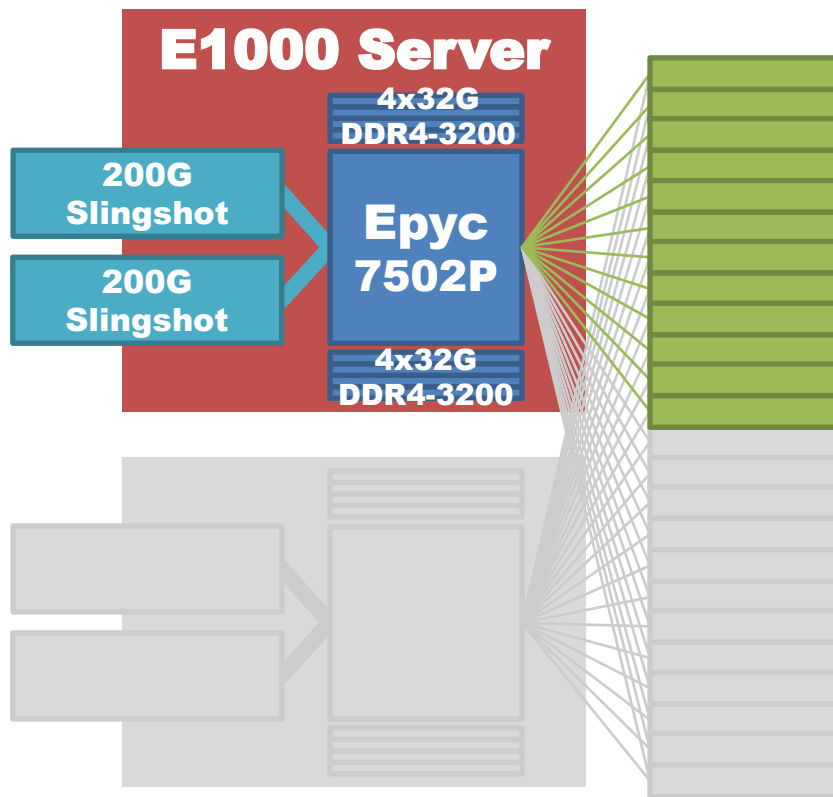 E1000 Server
4x32G
DDR4-3200
200G
Slingshot
Epyc
7502P
200G
Slingshot
4x32G
DDR4-3200